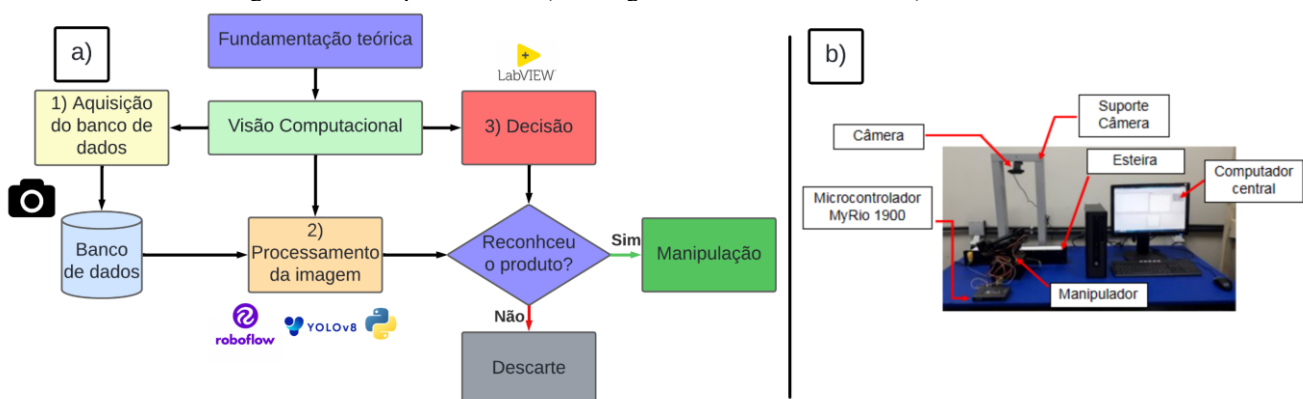 a)
Fundamentação teórica
LabVIEW
1) Aquisição
do banco de
dados
Visão Computacional
3) Decisão
Banco
de dados
2)
Processamento
da imagem
Reconhceu
o produto?
Sim
Manipulação
Não
roboflow
YOLOv8
Descarte
b)
Suporte
Câmera
Câmera
Esteira
Computador
central
Microcontrolador
MyRio 1900
Manipulador